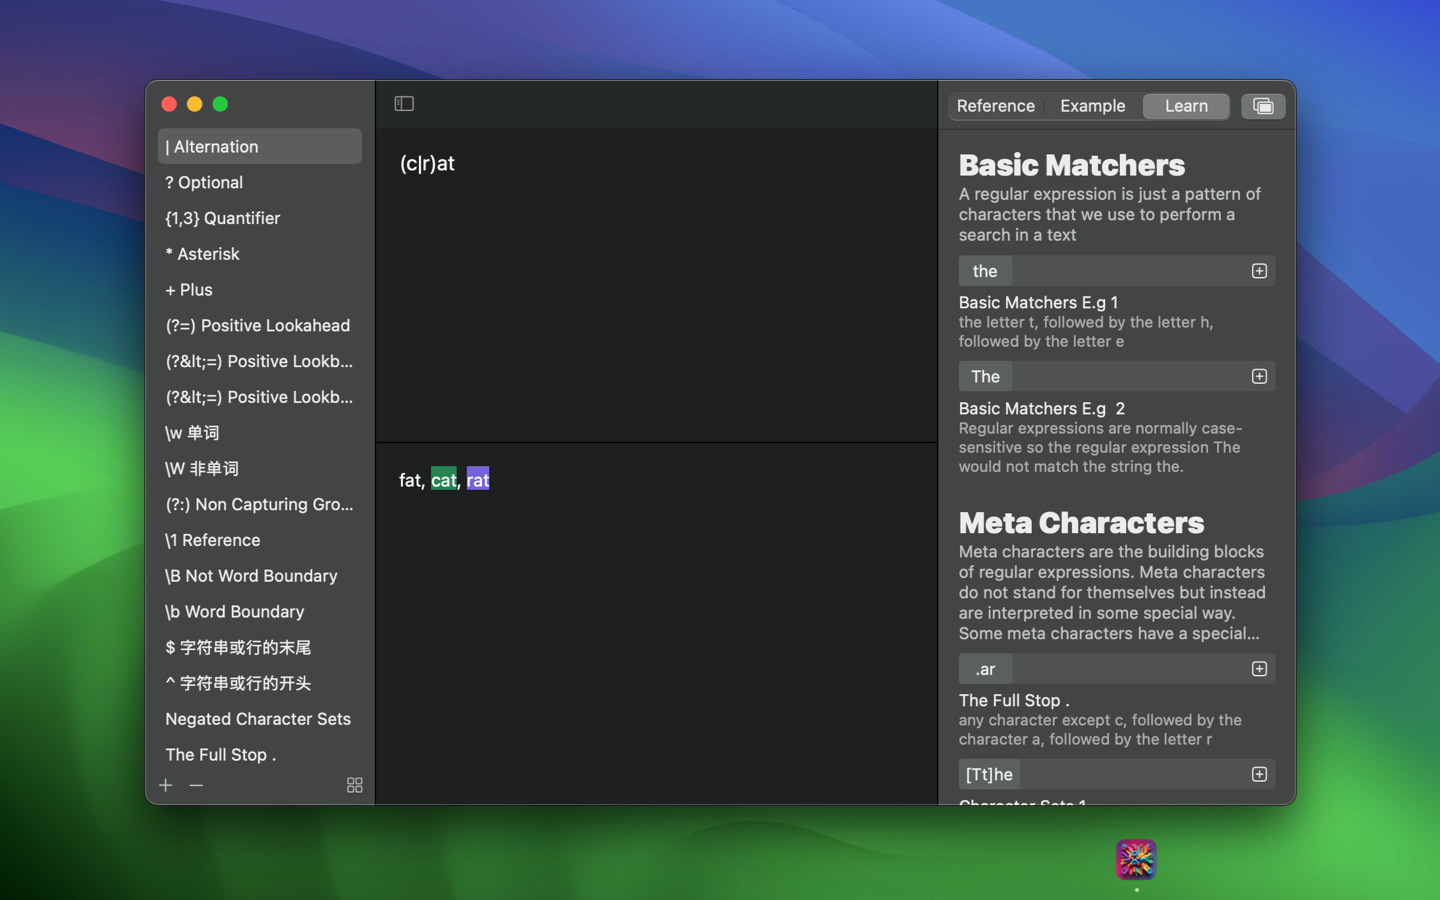 | Alternation
? Optional
{1,3} Quantifier
* Asterisk
+ Plus
(?=) Positive Lookahead
(?&lt;=) Positive Lookb...
(?&lt;=) Positive Lookb...
\w 单词
\W 非单词
(?:) Non Capturing Gro...
\1 Reference
\B Not Word Boundary
\b Word Boundary
$ 字符串或行的末尾
^ 字符串或行的开头
Negated Character Sets
The Full Stop .
(c|r)at
fat, cat, rat
Reference Example Learn
Basic Matchers
A regular expression is just a pattern of
characters that we use to perform a
search in a text
the
Basic Matchers E.g 1
the letter t, followed by the letter h,
followed by the letter e
The
Basic Matchers E.g  2
Regular expressions are normally case-
sensitive so the regular expression The
would not match the string the.
Meta Characters
Meta characters are the building blocks
of regular expressions. Meta characters
do not stand for themselves but instead
are interpreted in some special way.
Some meta characters have a special...
.ar
The Full Stop .
any character except c, followed by the
character a, followed by the letter r
[Tt]he
Character Sets 1